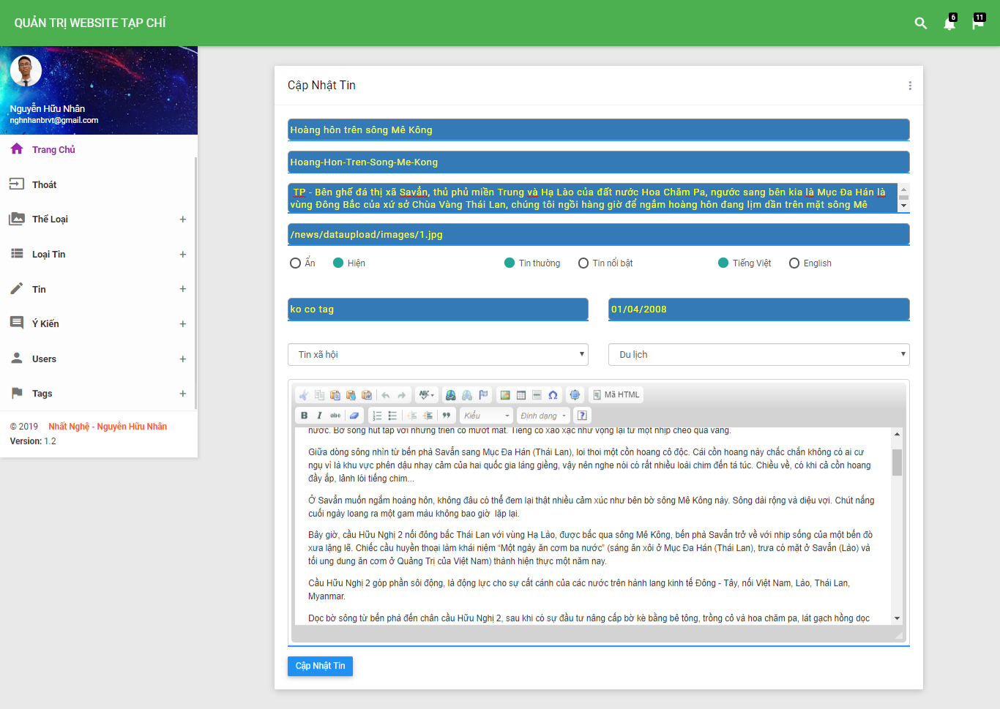 QUẢN TRỊ WEBSITE TẠP CHÍ
6
11
Nguyễn Hữu Nhân
nghnhanbrvt@gmail.com
Trang Chủ
Thoát
Thể Loại +
Loại Tin +
Tin +
Ý Kiến +
Users +
Tags +
© 2019 Nhất Nghệ - Nguyễn Hữu Nhân
Version: 1.2
Cập Nhật Tin
Hoàng hôn trên sông Mê Kông
Hoang-Hon-Tren-Song-Me-Kong
TP - Bên ghế đá thị xã Savẳn, thủ phủ miền Trung và Hạ Lào của đất nước Hoa Chăm Pa, ngước sang bên kia là Mục Đa Hán là
vùng Đông Bắc của xứ sở Chùa Vàng Thái Lan, chúng tôi ngồi hàng giờ để ngắm hoàng hôn đang lịm dần trên mặt sông Mê
/news/dataupload/images/1.jpg
Ẩn Hiện Tin thường Tin nổi bật Tiếng Việt English
ko co tag 01/04/2008
Tin xã hội Du lịch
Mã HTML
B I abc Kiểu Định dạng
nước. Bờ sông hút tắp với những triền cỏ mượt mát. Tiếng cỏ xào xạc như vọng lại từ một nhịp chèo quá vãng.
Giữa dòng sông nhìn từ bến phà Savẳn sang Mục Đa Hán (Thái Lan), loi thoi một cồn hoang cô độc. Cái cồn hoang này chắc chắn không có ai cư
ngụ vì là khu vực phên dậu nhạy cảm của hai quốc gia láng giềng, vậy nên nghe nói có rất nhiều loài chim đến tá túc. Chiều về, có khi cả cồn hoang
đầy ắp, lảnh lói tiếng chim...
Ở Savẳn muốn ngắm hoàng hôn, không đâu có thể đem lại thật nhiều cảm xúc như bên bờ sông Mê Kông này. Sông dài rộng và diệu vợi. Chút nắng
cuối ngày loang ra một gam màu không bao giờ lặp lại.
Bây giờ, cầu Hữu Nghị 2 nối đông bắc Thái Lan với vùng Hạ Lào, được bắc qua sông Mê Kông, bến phà Savẳn trở về với nhịp sống của một bến đò
xưa lặng lẽ. Chiếc cầu huyền thoại làm khái niệm “Một ngày ăn cơm ba nước” (sáng ăn xôi ở Mục Đa Hán (Thái Lan), trưa có mặt ở Savẳn (Lào) và
tối ung dung ăn cơm ở Quảng Trị của Việt Nam) thành hiện thực một năm nay.
Cầu Hữu Nghị 2 góp phần sôi động, là động lực cho sự cất cánh của các nước trên hành lang kinh tế Đông - Tây, nối Việt Nam, Lào, Thái Lan,
Myanmar.
Dọc bờ sông từ bến phà đến chân cầu Hữu Nghị 2, sau khi có sự đầu tư nâng cấp bờ kè bằng bê tông, trồng cỏ và hoa chăm pa, lát gạch hồng dọc
Cập Nhật Tin